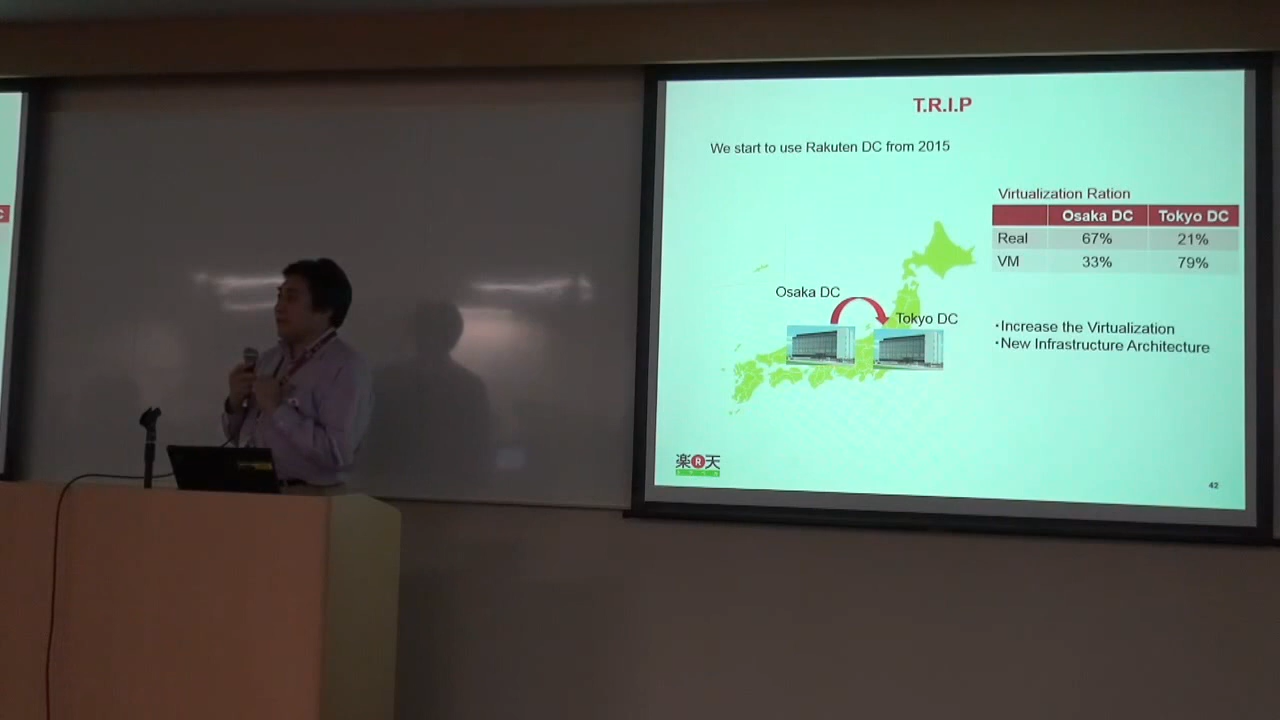 T.R.I.P
We start to use Rakuten DC from 2015
Virtualization Ration
Osaka DC Tokyo DC
Real 67% 21%
VM 33% 79%
Osaka DC
Tokyo DC
・Increase the Virtualization
・New Infrastructure Architecture
楽R天
42
C